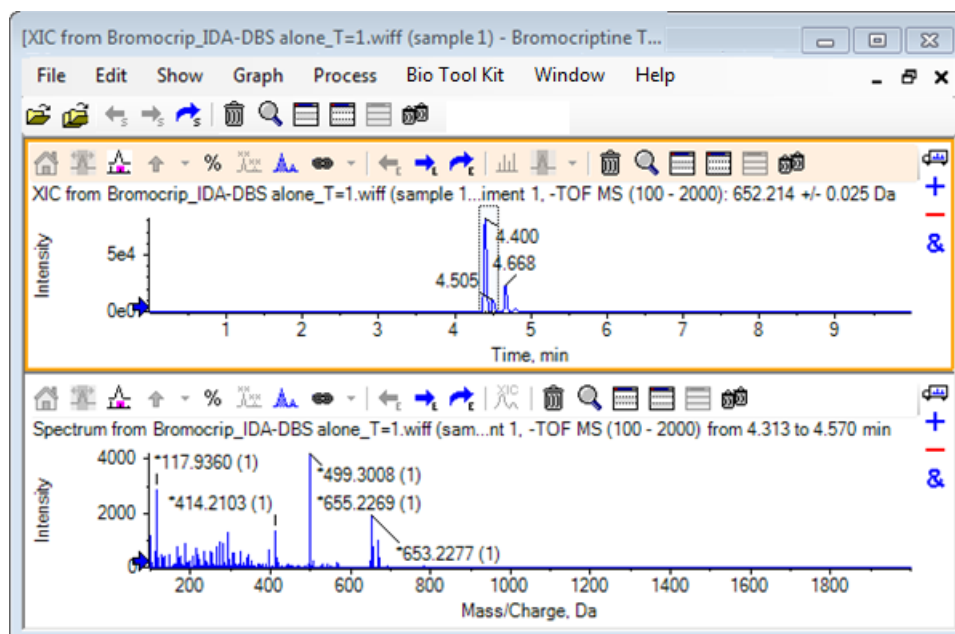 [XIC from Bromocrip_IDA-DBS alone_T=1.wiff (sample 1) - Bromocriptine T...
File Edit Show Graph Process Bio Tool Kit Window Help
XIC from Bromocrip_IDA-DBS alone_T=1.wiff (sample 1...iment 1, -TOF MS (100 - 2000): 652.214 +/- 0.025 Da
Intensity
5e4
0e0
4.400
4.505
4.668
1 2 3 4 5 6 7 8 9
Time, min
Spectrum from Bromocrip_IDA-DBS alone_T=1.wiff (sam...nt 1, -TOF MS (100 - 2000) from 4.313 to 4.570 min
Intensity
4000
2000
0
*117.9360 (1)
*499.3008 (1)
*414.2103 (1) *655.2269 (1)
*653.2277 (1)
200 400 600 800 1000 1200 1400 1600 1800
Mass/Charge, Da